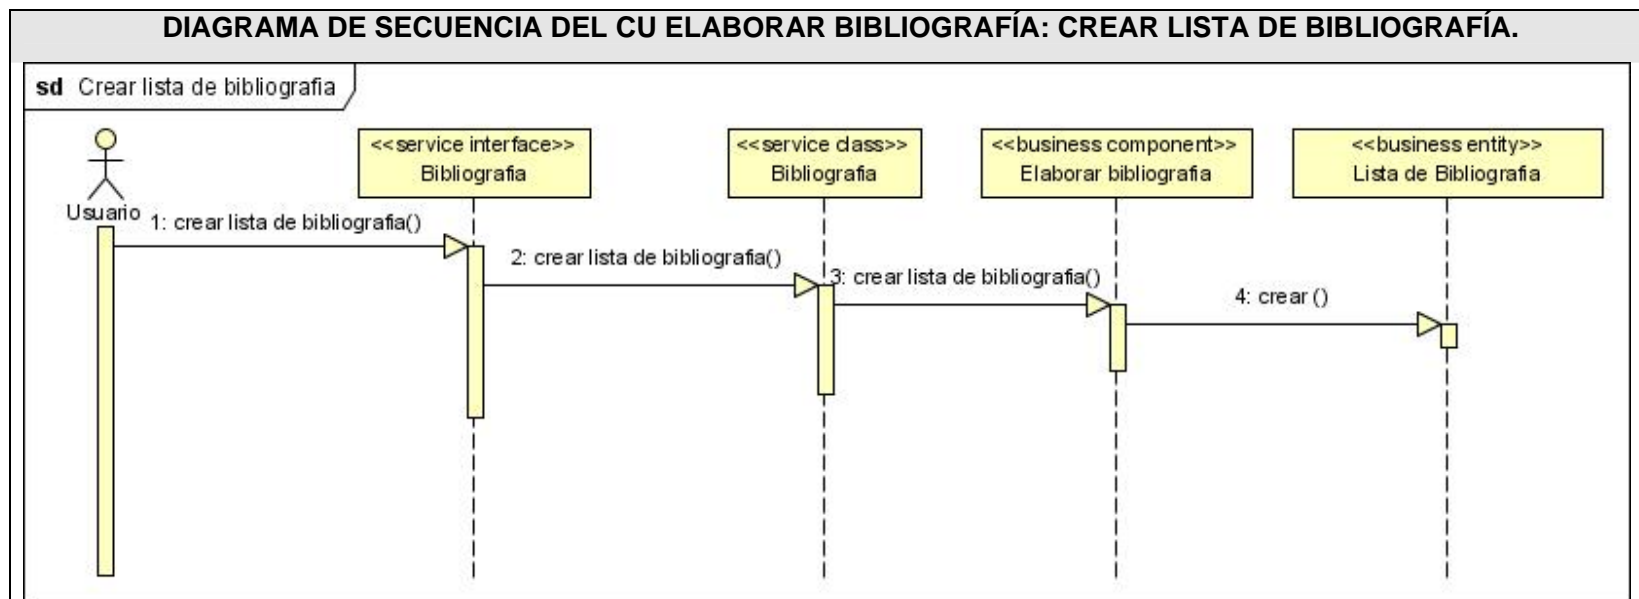 DIAGRAMA DE SECUENCIA DEL CU ELABORAR BIBLIOGRAFÍA: CREAR LISTA DE BIBLIOGRAFÍA.
sd Crear lista de bibliografia
<<service interface>>
Bibliografia
<<service class>>
Bibliografia
<<business component>>
Elaborar bibliografia
<<business entity>>
Lista de Bibliografia
Usuario
1: crear lista de bibliografia()
2: crear lista de bibliografia()
3: crear lista de bibliografia()
4: crear ()